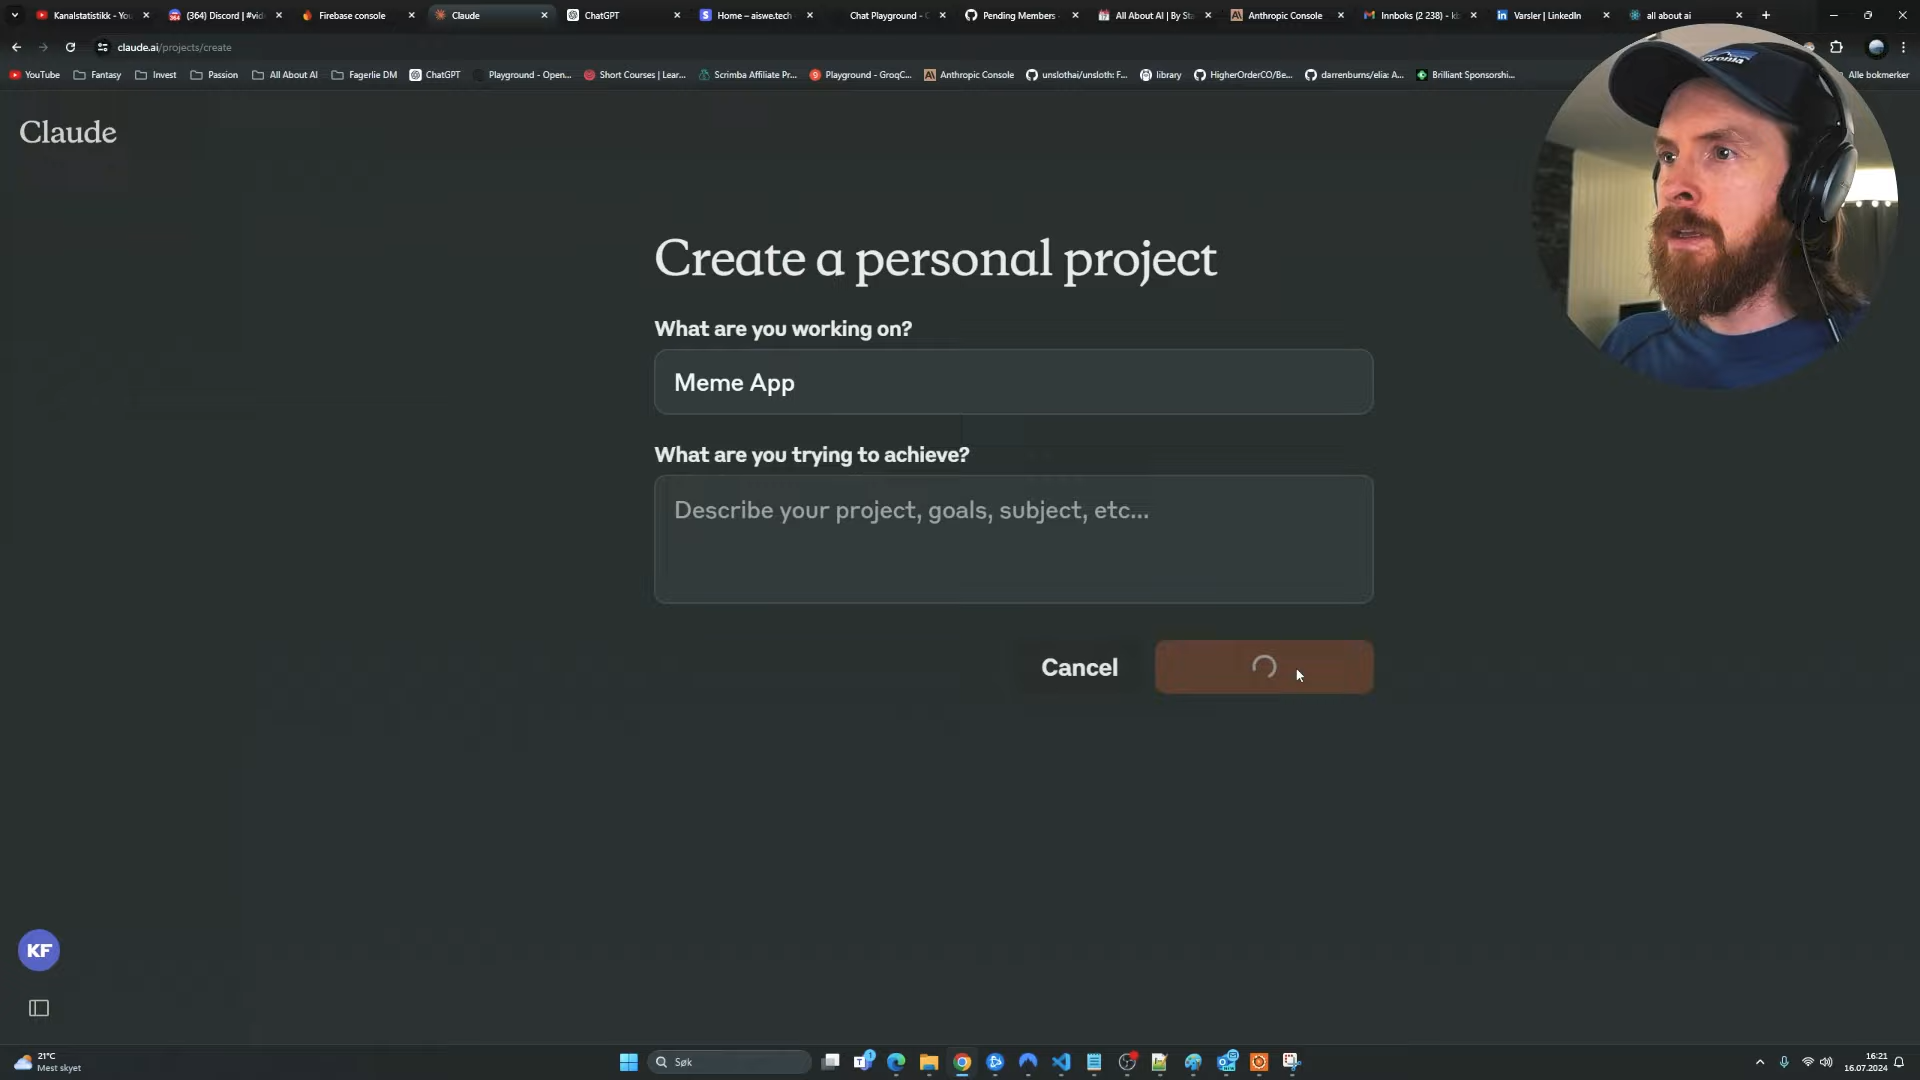 Kanalstatistikk - You
(364) Discord | #vid
Firebase console
Claude
ChatGPT
Home – aiswe.tech
Chat Playground -
Pending Members
All About AI | By St
Anthropic Console
Innboks (2 238) - k
Varsler | LinkedIn
all about ai
claude.ai/projects/create
YouTube
Fantasy
Invest
Passion
All About AI
Fagerlie DM
ChatGPT
Playground - Open...
Short Courses | Lear...
Scrimba Affiliate Pr...
Playground - GroqC...
Anthropic Console
unslothai/unsloth: F...
library
HigherOrderCO/Be...
darrenburns/elia: A...
Brilliant Sponsorshi...
Alle bokmerker
Claude
Create a personal project
What are you working on?
Meme App
What are you trying to achieve?
Describe your project, goals, subject, etc...
Cancel
KF
21°C
Mest skyet
Søk
16:21
16.07.2024